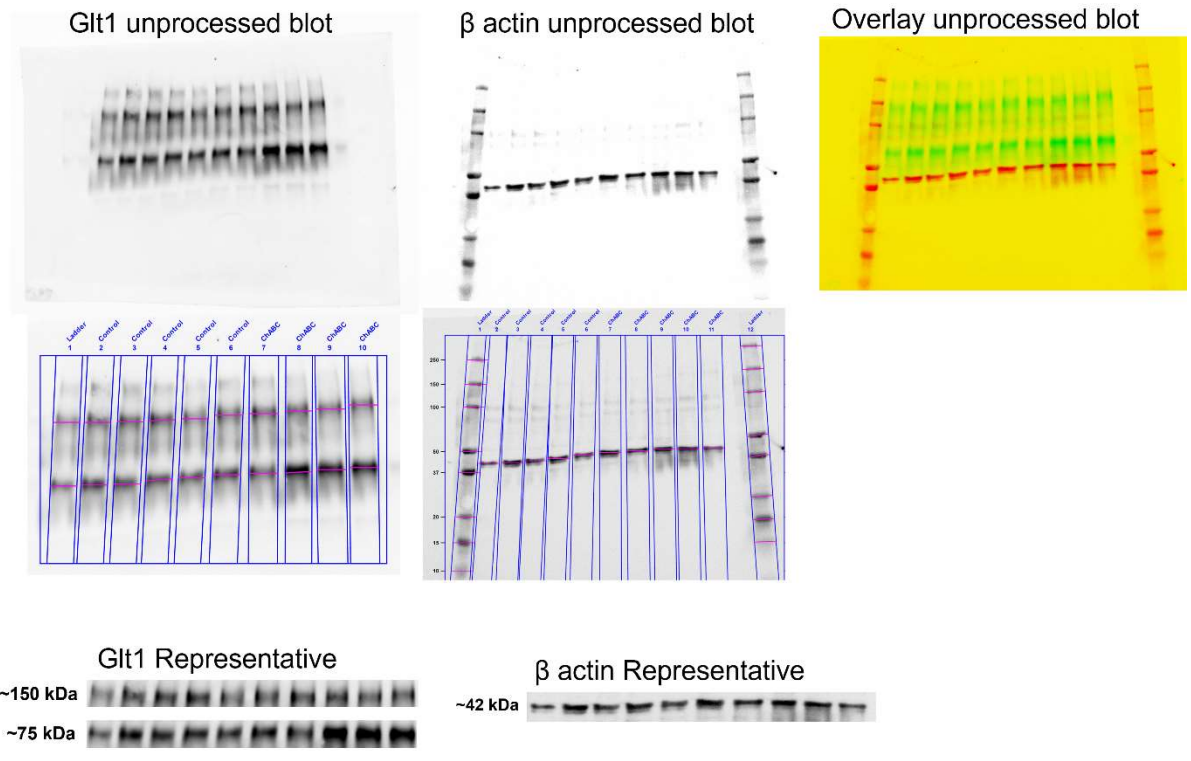 Glt1 unprocessed blot
β actin unprocessed blot
Overlay unprocessed blot
Ladder Control Control Control Control Control ChABC ChABC ChABC ChABC
1 2 3 4 5 6 7 8 9 10
Ladder Control Control Control Control Control ChABC ChABC ChABC ChABC ChABC Ladder
1 2 3 4 5 6 7 8 9 10 11 12
250
150
100
50
37
20
15
10
Glt1 Representative
~150 kDa
~75 kDa
β actin Representative
~42 kDa